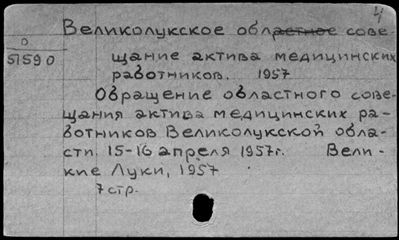 4
Великолукское областное сове-
О
51590
щание актива медицинских
работников. 1957
Обращение областного сове-
щания актива медицинских ра-
ботников Великолукской обла-
сти. 15-16 апреля 1957г. Вели-
кие Луки, 1957
7 стр.